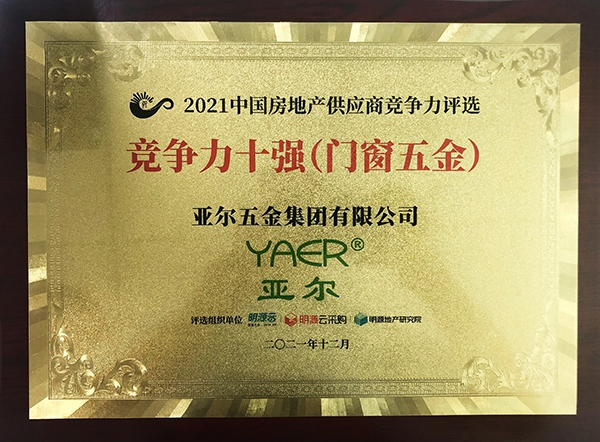 2021中国房地产供应商竞争力评选
竞争力十强(门窗五金)
亚尔五金集团有限公司
YAER®
亚尔
评选组织单位 明源云 明源云采购 明源地产研究院
二〇二一年十二月